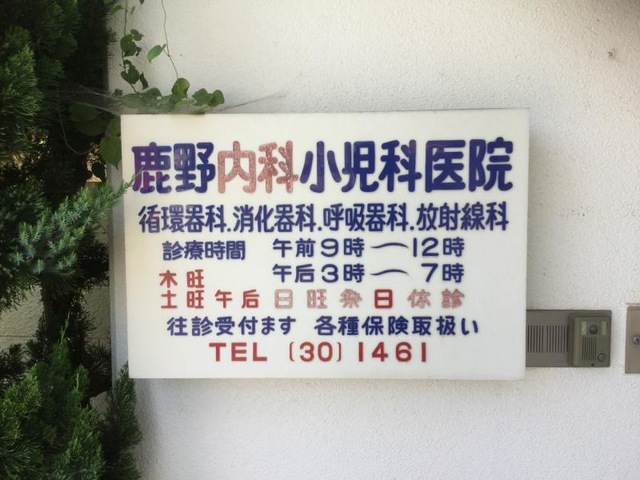 鹿野内科小児科医院
循環器科.消化器科.呼吸器科.放射線科
診療時間 午前9時〜12時
午后3時〜7時
木旺
土旺午后日旺祭日休診
往診受付ます 各種保険取扱い
TEL (30)1461